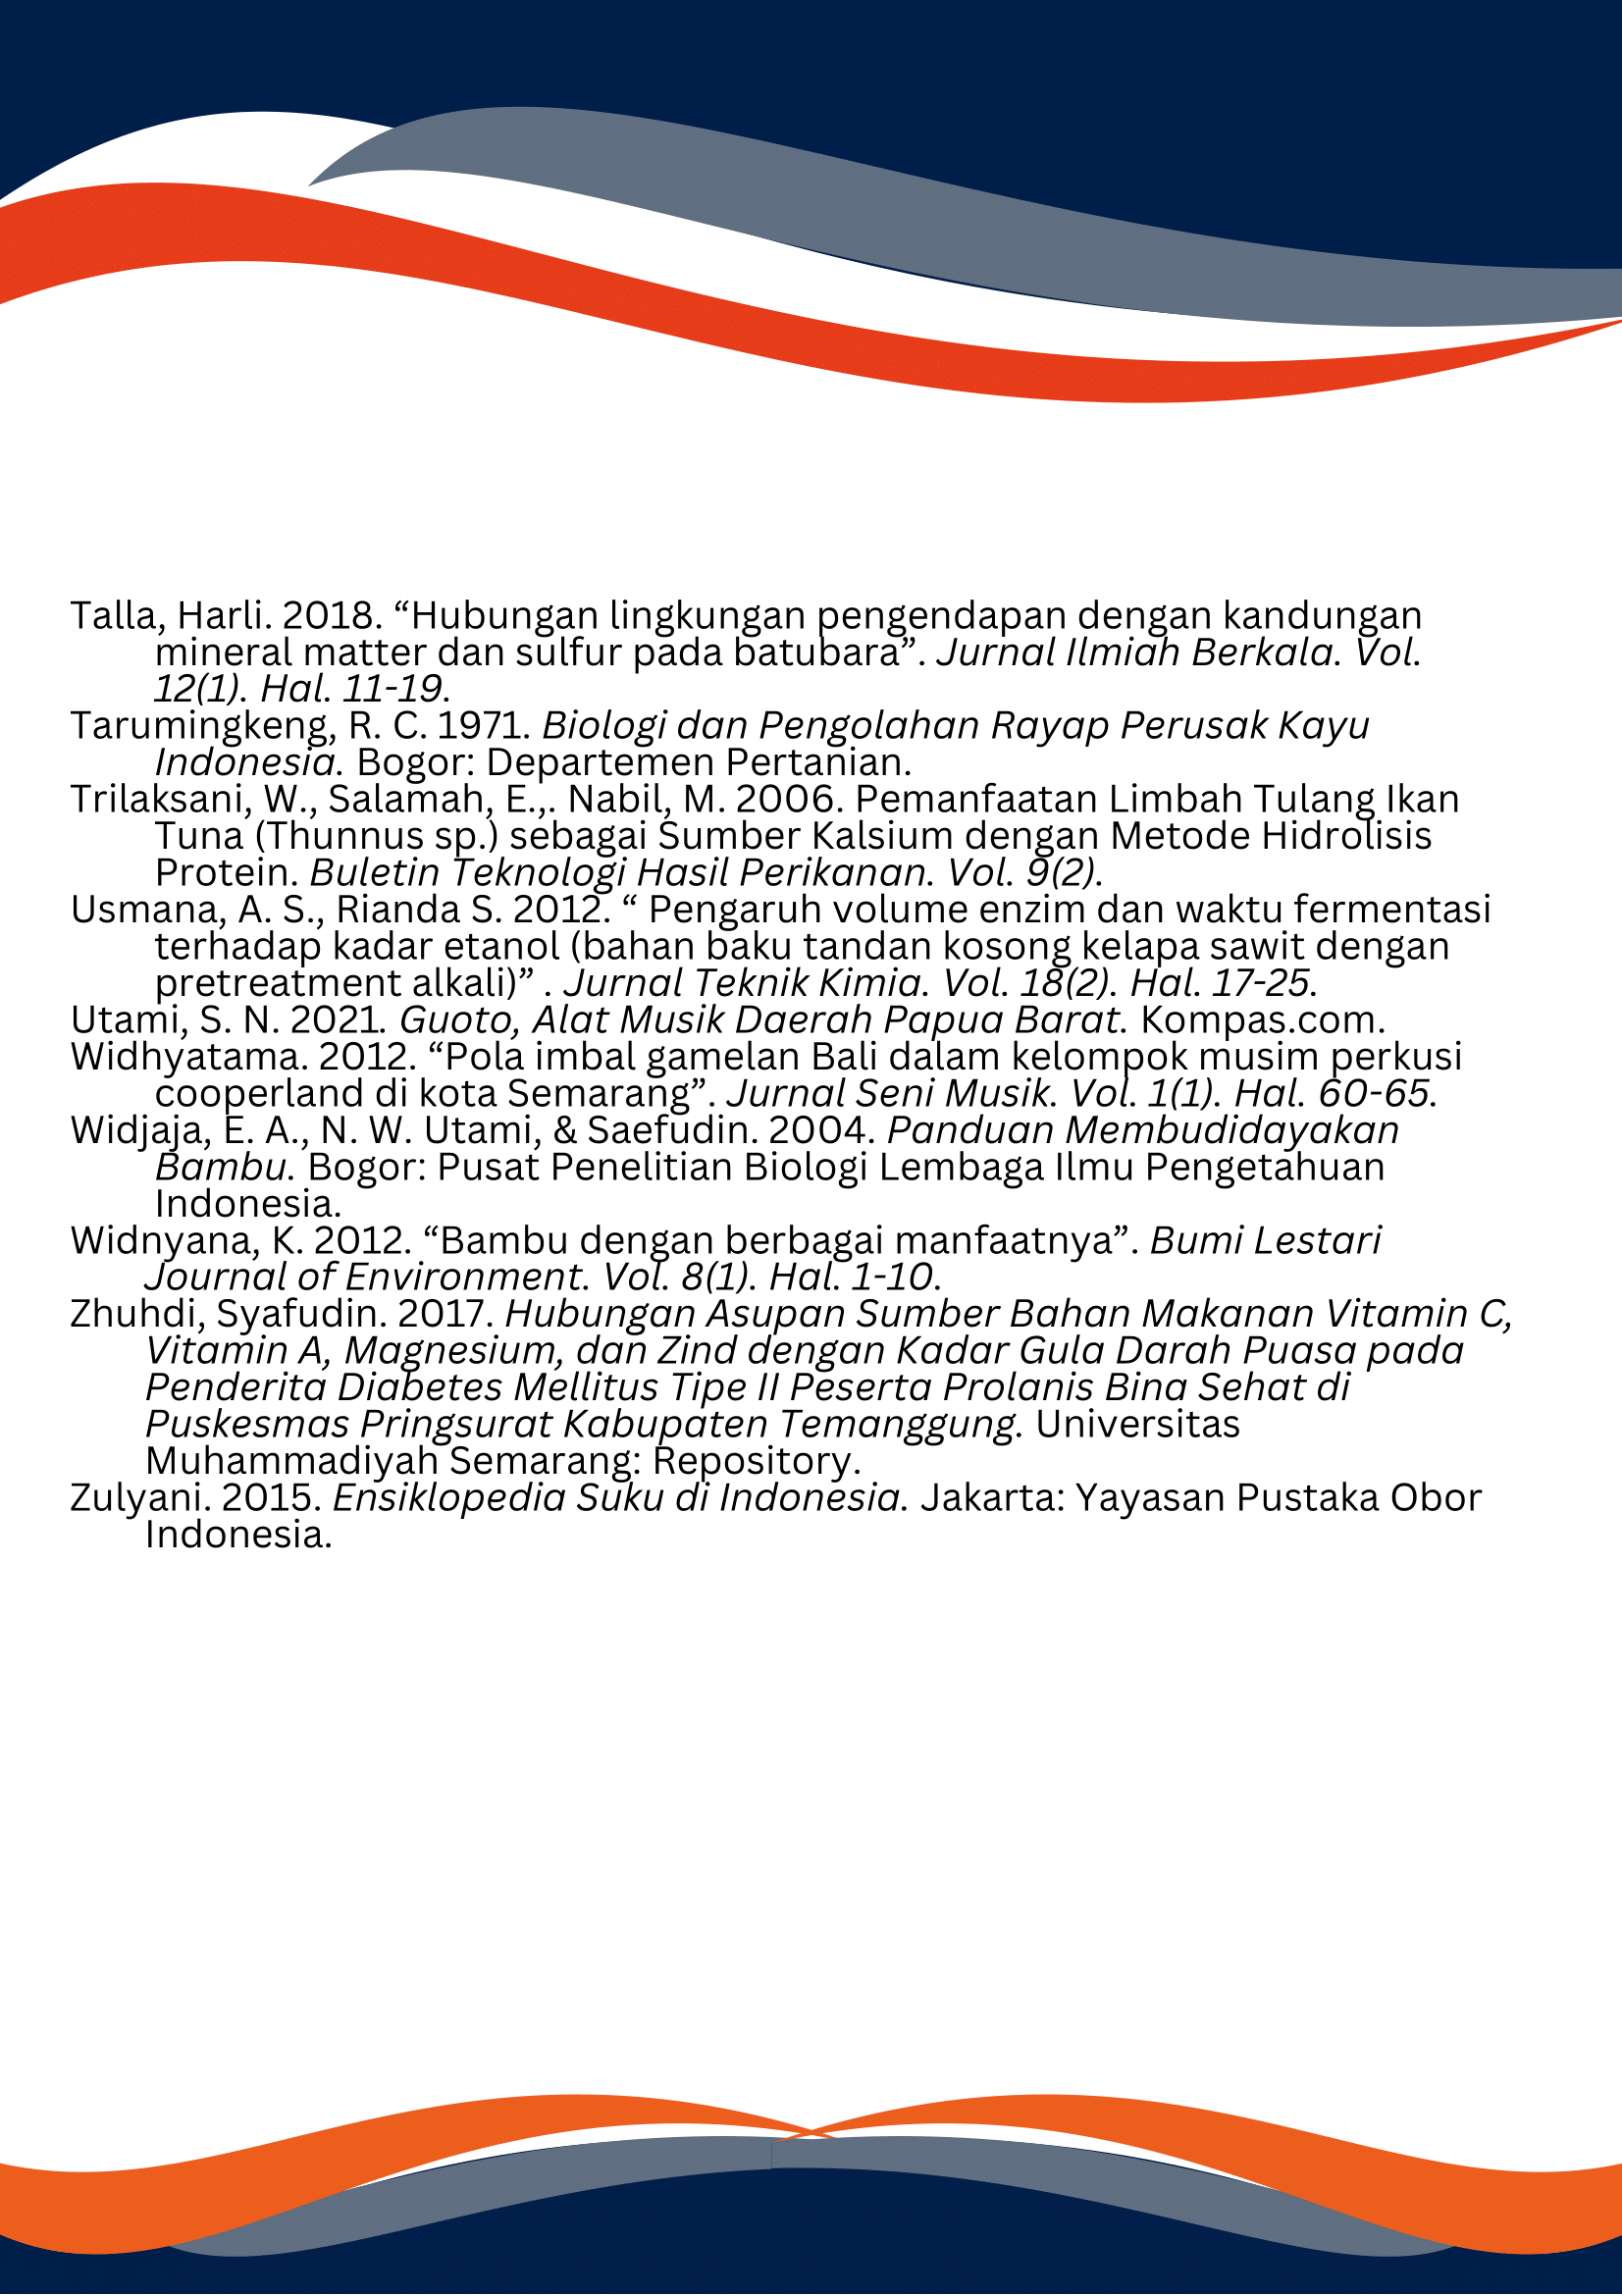 Talla, Harli. 2018. “Hubungan lingkungan pengendapan dengan kandungan
mineral matter dan sulfur pada batubara”. Jurnal Ilmiah Berkala. Vol.
12(1). Hal. 11-19.
Tarumingkeng, R. C. 1971. Biologi dan Pengolahan Rayap Perusak Kayu
Indonesia. Bogor: Departemen Pertanian.
Trilaksani, W., Salamah, E.,. Nabil, M. 2006. Pemanfaatan Limbah Tulang Ikan
Tuna (Thunnus sp.) sebagai Sumber Kalsium dengan Metode Hidrolisis
Protein. Buletin Teknologi Hasil Perikanan. Vol. 9(2).
Usmana, A. S., Rianda S. 2012. “ Pengaruh volume enzim dan waktu fermentasi
terhadap kadar etanol (bahan baku tandan kosong kelapa sawit dengan
pretreatment alkali)” . Jurnal Teknik Kimia. Vol. 18(2). Hal. 17-25.
Utami, S. N. 2021. Guoto, Alat Musik Daerah Papua Barat. Kompas.com.
Widhyatama. 2012. “Pola imbal gamelan Bali dalam kelompok musim perkusi
cooperland di kota Semarang”. Jurnal Seni Musik. Vol. 1(1). Hal. 60-65.
Widjaja, E. A., N. W. Utami, & Saefudin. 2004. Panduan Membudidayakan
Bambu. Bogor: Pusat Penelitian Biologi Lembaga Ilmu Pengetahuan
Indonesia.
Widnyana, K. 2012. “Bambu dengan berbagai manfaatnya”. Bumi Lestari
Journal of Environment. Vol. 8(1). Hal. 1-10.
Zhuhdi, Syafudin. 2017. Hubungan Asupan Sumber Bahan Makanan Vitamin C,
Vitamin A, Magnesium, dan Zind dengan Kadar Gula Darah Puasa pada
Penderita Diabetes Mellitus Tipe II Peserta Prolanis Bina Sehat di
Puskesmas Pringsurat Kabupaten Temanggung. Universitas
Muhammadiyah Semarang: Repository.
Zulyani. 2015. Ensiklopedia Suku di Indonesia. Jakarta: Yayasan Pustaka Obor
Indonesia.